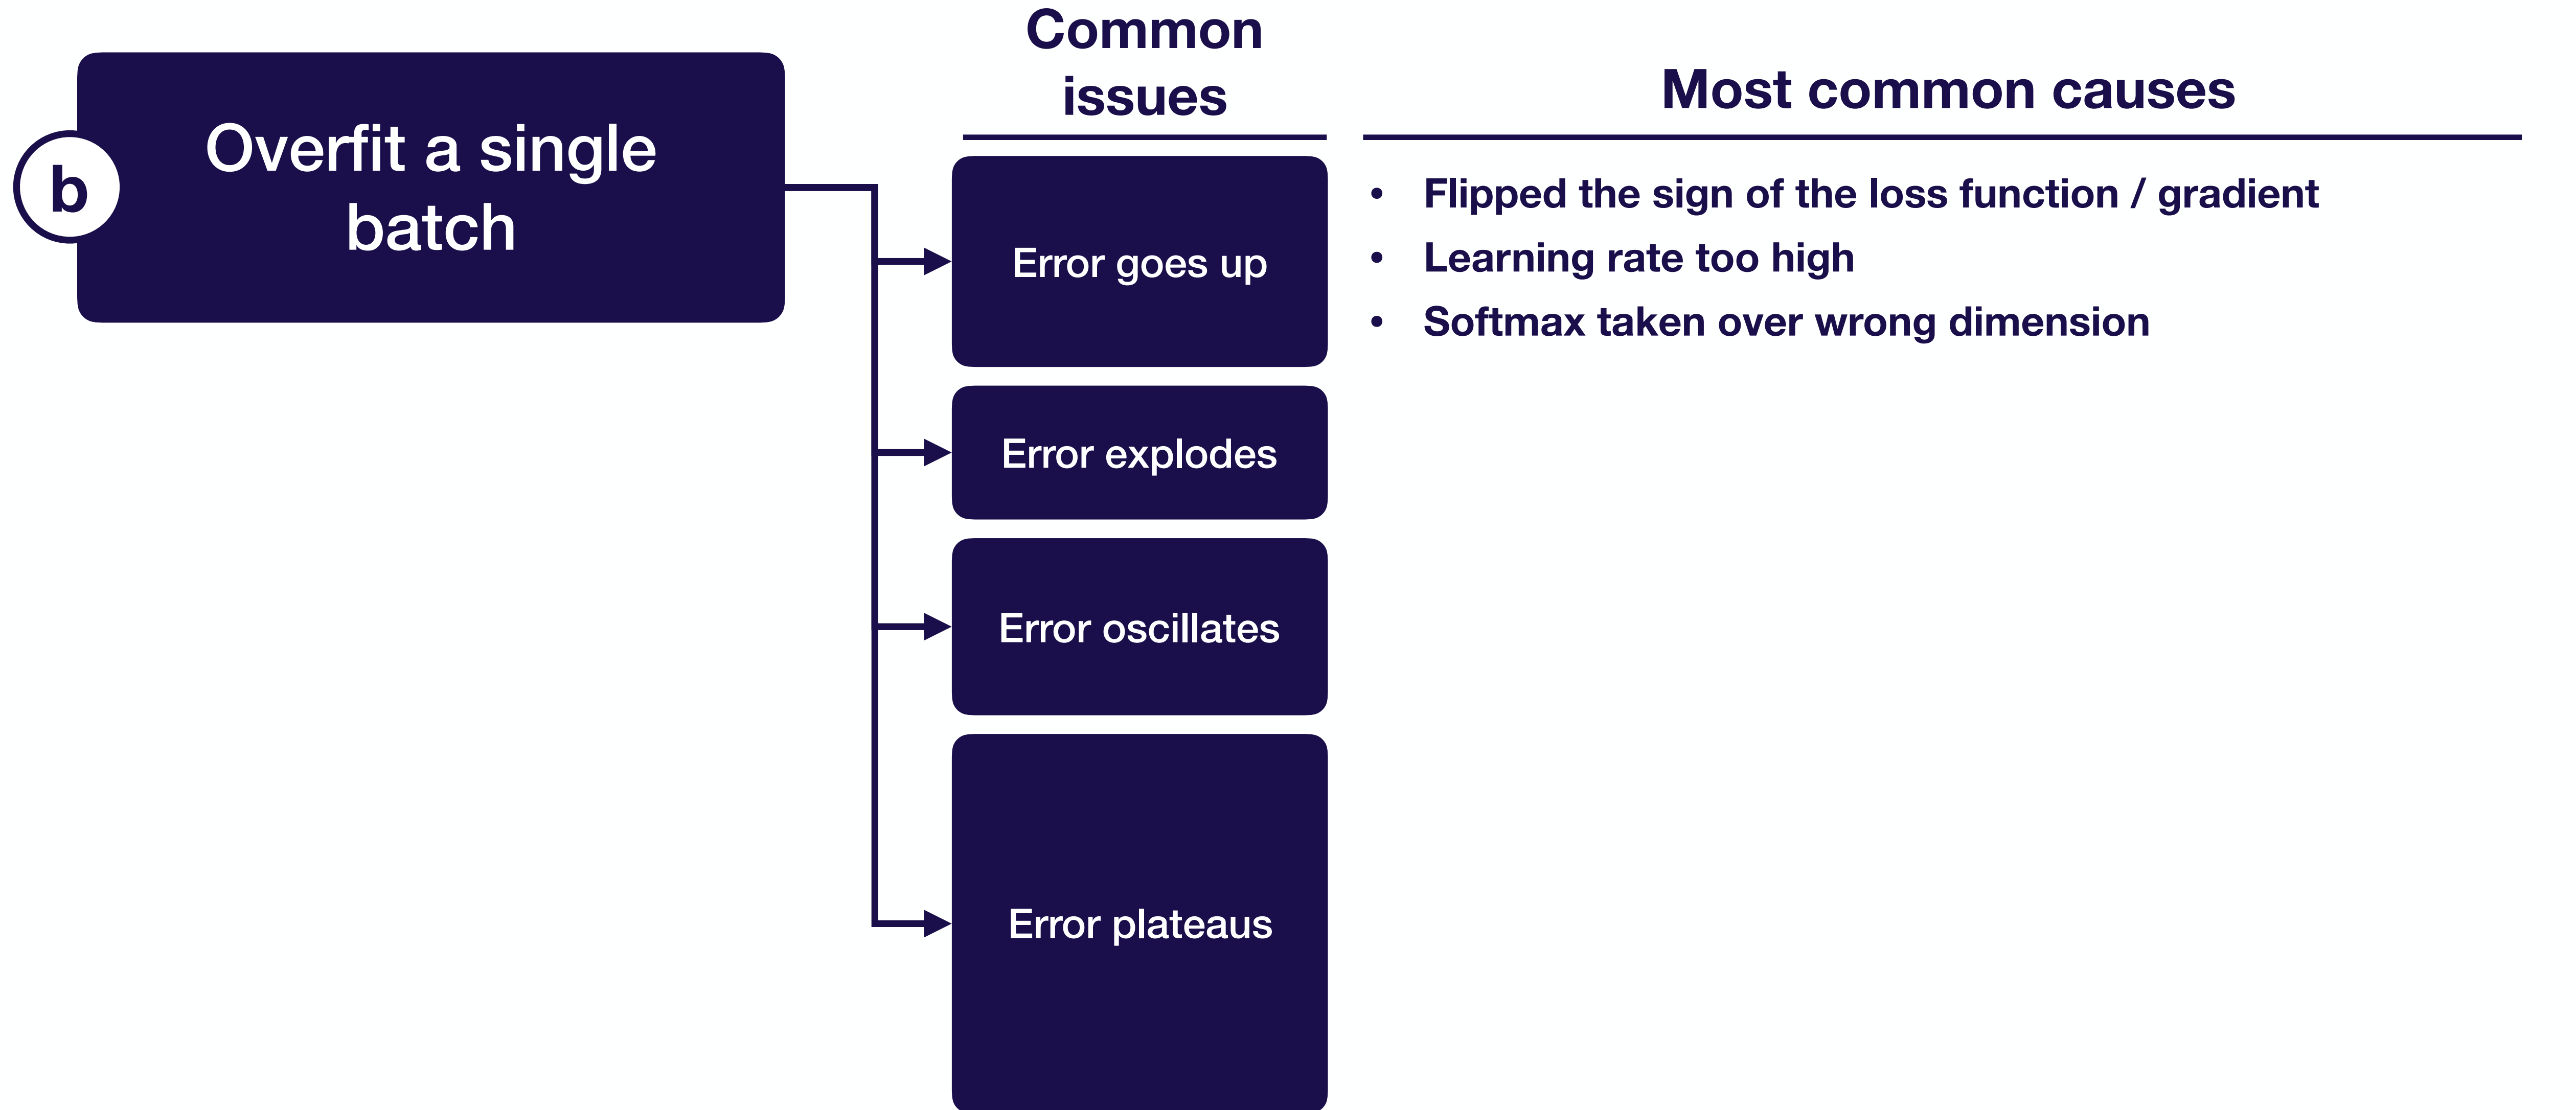 b
Overfit a single
batch
Common
issues
Most common causes
Error goes up
• Flipped the sign of the loss function / gradient
• Learning rate too high
• Softmax taken over wrong dimension
Error explodes
Error oscillates
Error plateaus